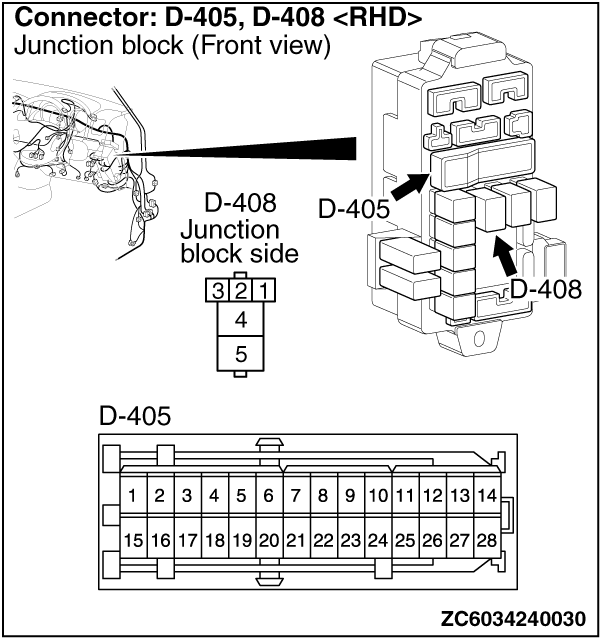 Connector: D-405, D-408 <RHD>
Junction block (Front view)
D-405
D-408
D-408
Junction
block side
3 2 1
4
5
D-405
1 2 3 4 5 6 7 8 9 10 11 12 13 14
15 16 17 18 19 20 21 22 23 24 25 26 27 28
ZC6034240030